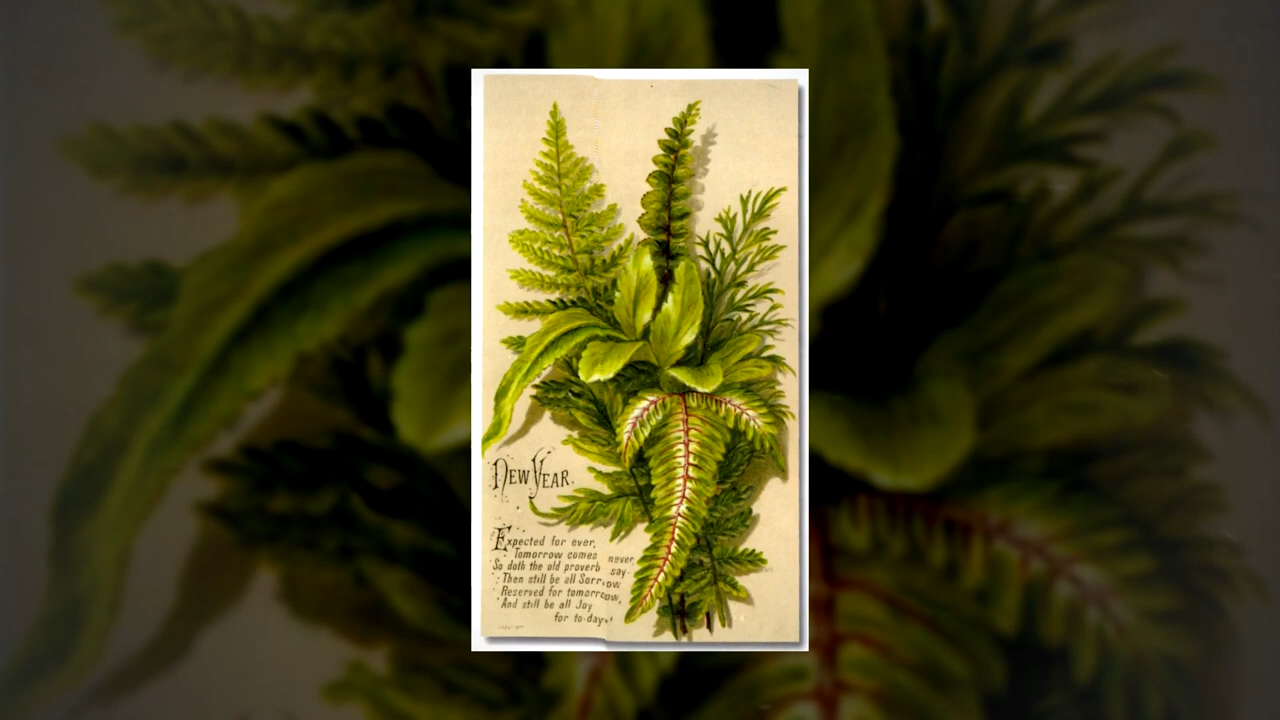 New Year.
Expected for ever,
Tomorrow comes never,
So doth the old proverb say
Then still be all Sorrow
Reserved for tomorrow,
And still be all Joy
for to-day.